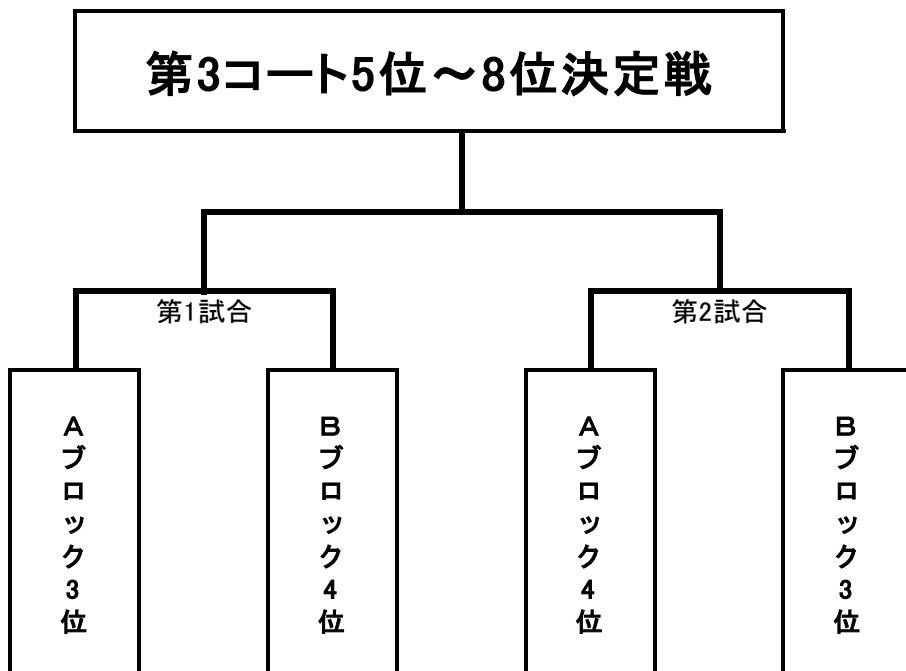 第3コート5位～8位決定戦
第1試合
第2試合
Aブロック3位
Bブロック4位
Aブロック4位
Bブロック3位